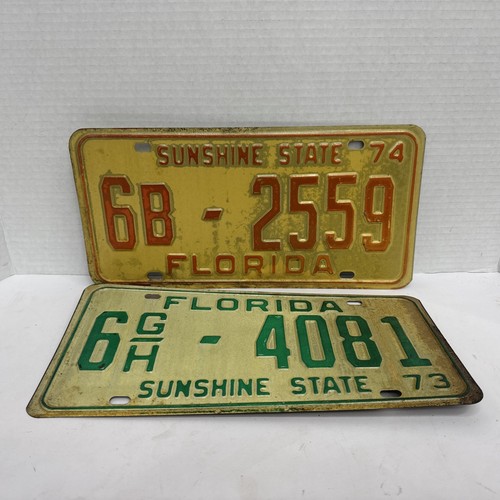 SUNSHINE STATE 74
6B - 2559
FLORIDA
FLORIDA
6 G/H - 4081
SUNSHINE STATE 73